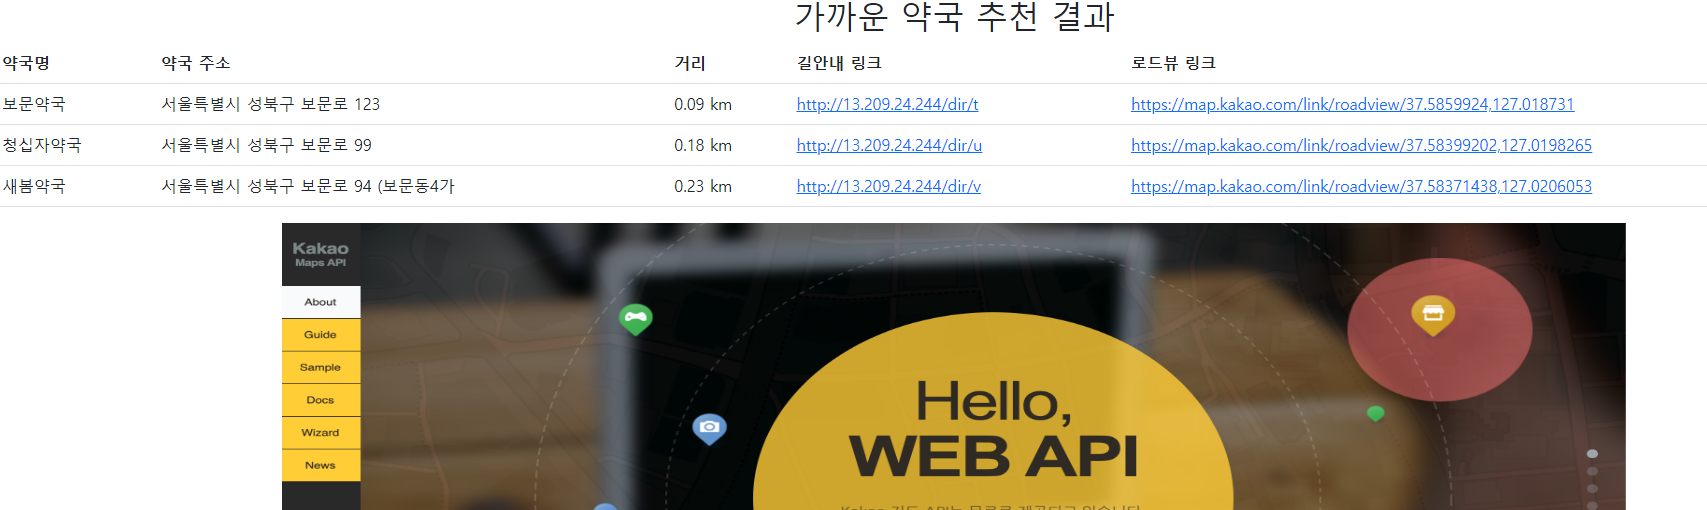 가까운 약국 추천 결과
약국명 약국 주소 거리 길안내 링크 로드뷰 링크
보문약국 서울특별시 성북구 보문로 123 0.09 km http://13.209.24.244/dir/t https://map.kakao.com/link/roadview/37.5859924,127.018731
청십자약국 서울특별시 성북구 보문로 99 0.18 km http://13.209.24.244/dir/u https://map.kakao.com/link/roadview/37.58399202,127.0198265
새봄약국 서울특별시 성북구 보문로 94 (보문동4가 0.23 km http://13.209.24.244/dir/v https://map.kakao.com/link/roadview/37.58371438,127.0206053
Kakao
Maps API
About
Guide
Sample
Docs
Wizard
News
Hello,
WEB API